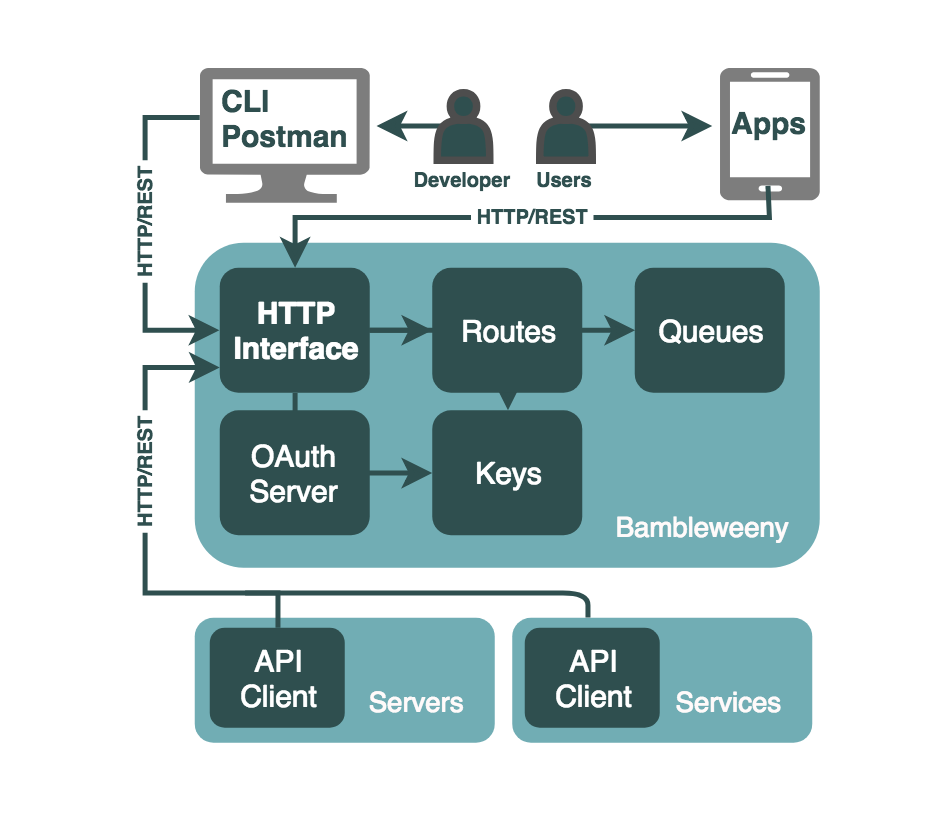 CLI
Postman
Apps
Developer
Users
HTTP/REST
HTTP/REST
HTTP
Interface
Routes
Queues
OAuth
Server
Keys
HTTP/REST
Bambleweeny
API
Client
Servers
API
Client
Services